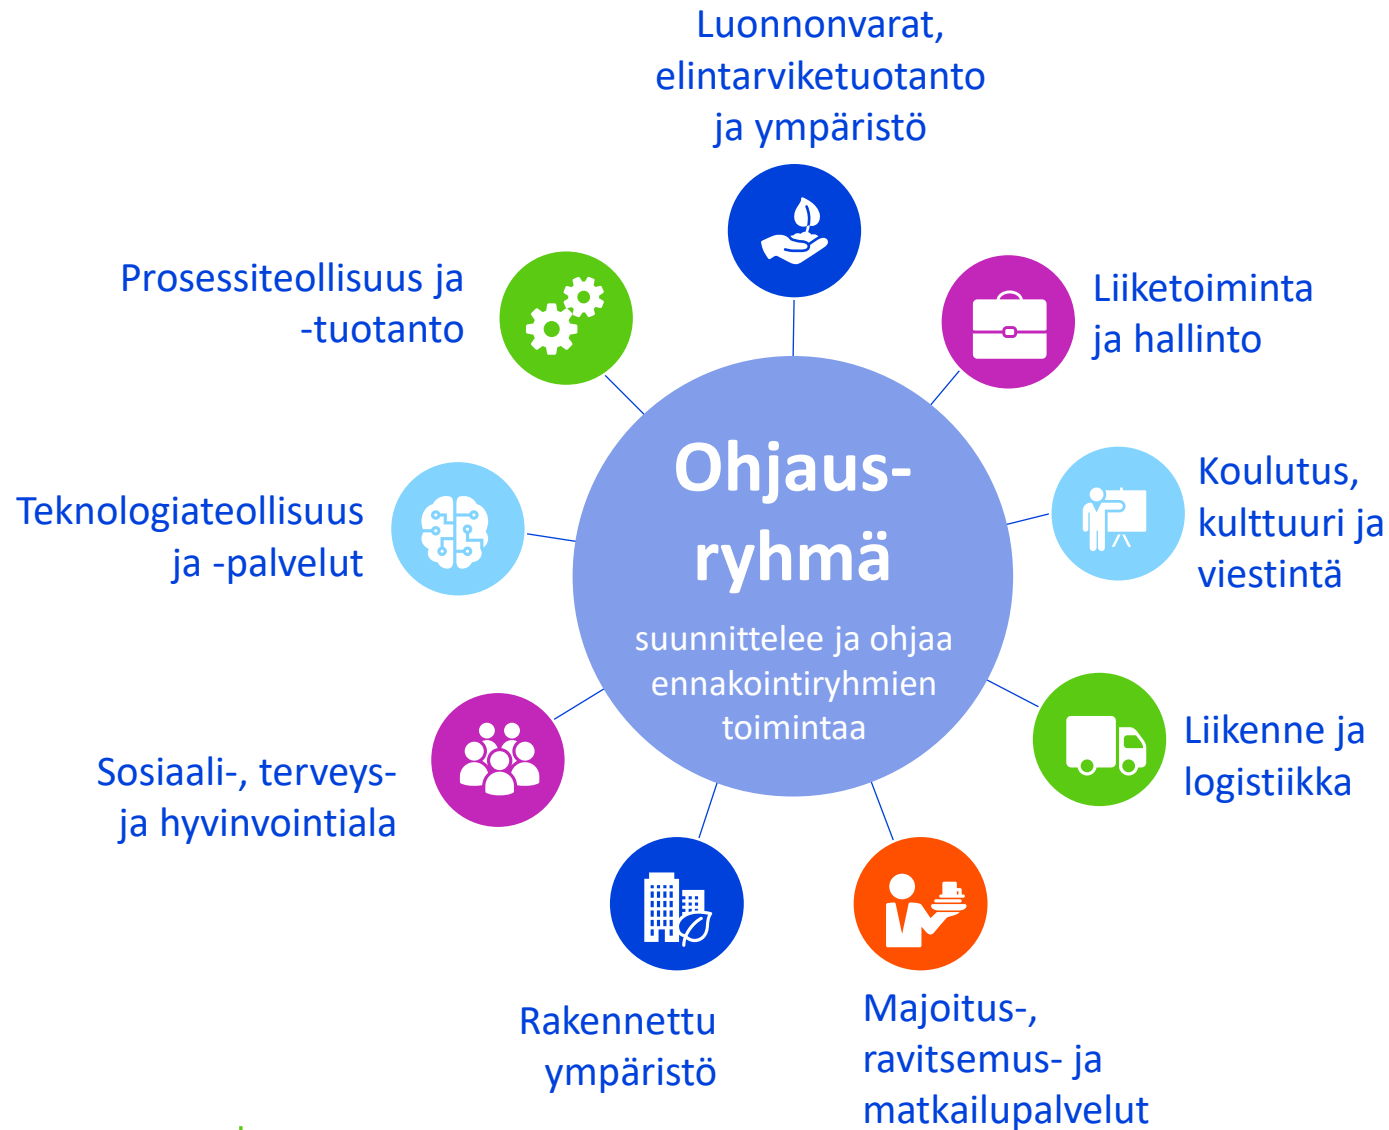 Luonnonvarat,
elintarviketuotanto
ja ympäristö
Liiketoiminta
ja hallinto
Koulutus,
kulttuuri ja
viestintä
Liikenne ja
logistiikka
Majoitus-,
ravitsemus- ja
matkailupalvelut
Rakennettu
ympäristö
Sosiaali-, terveys-
ja hyvinvointiala
Teknologiateollisuus
ja -palvelut
Prosessiteollisuus ja
-tuotanto
Ohjaus-
ryhmä
suunnittelee ja ohjaa
ennakointiryhmien
toimintaa